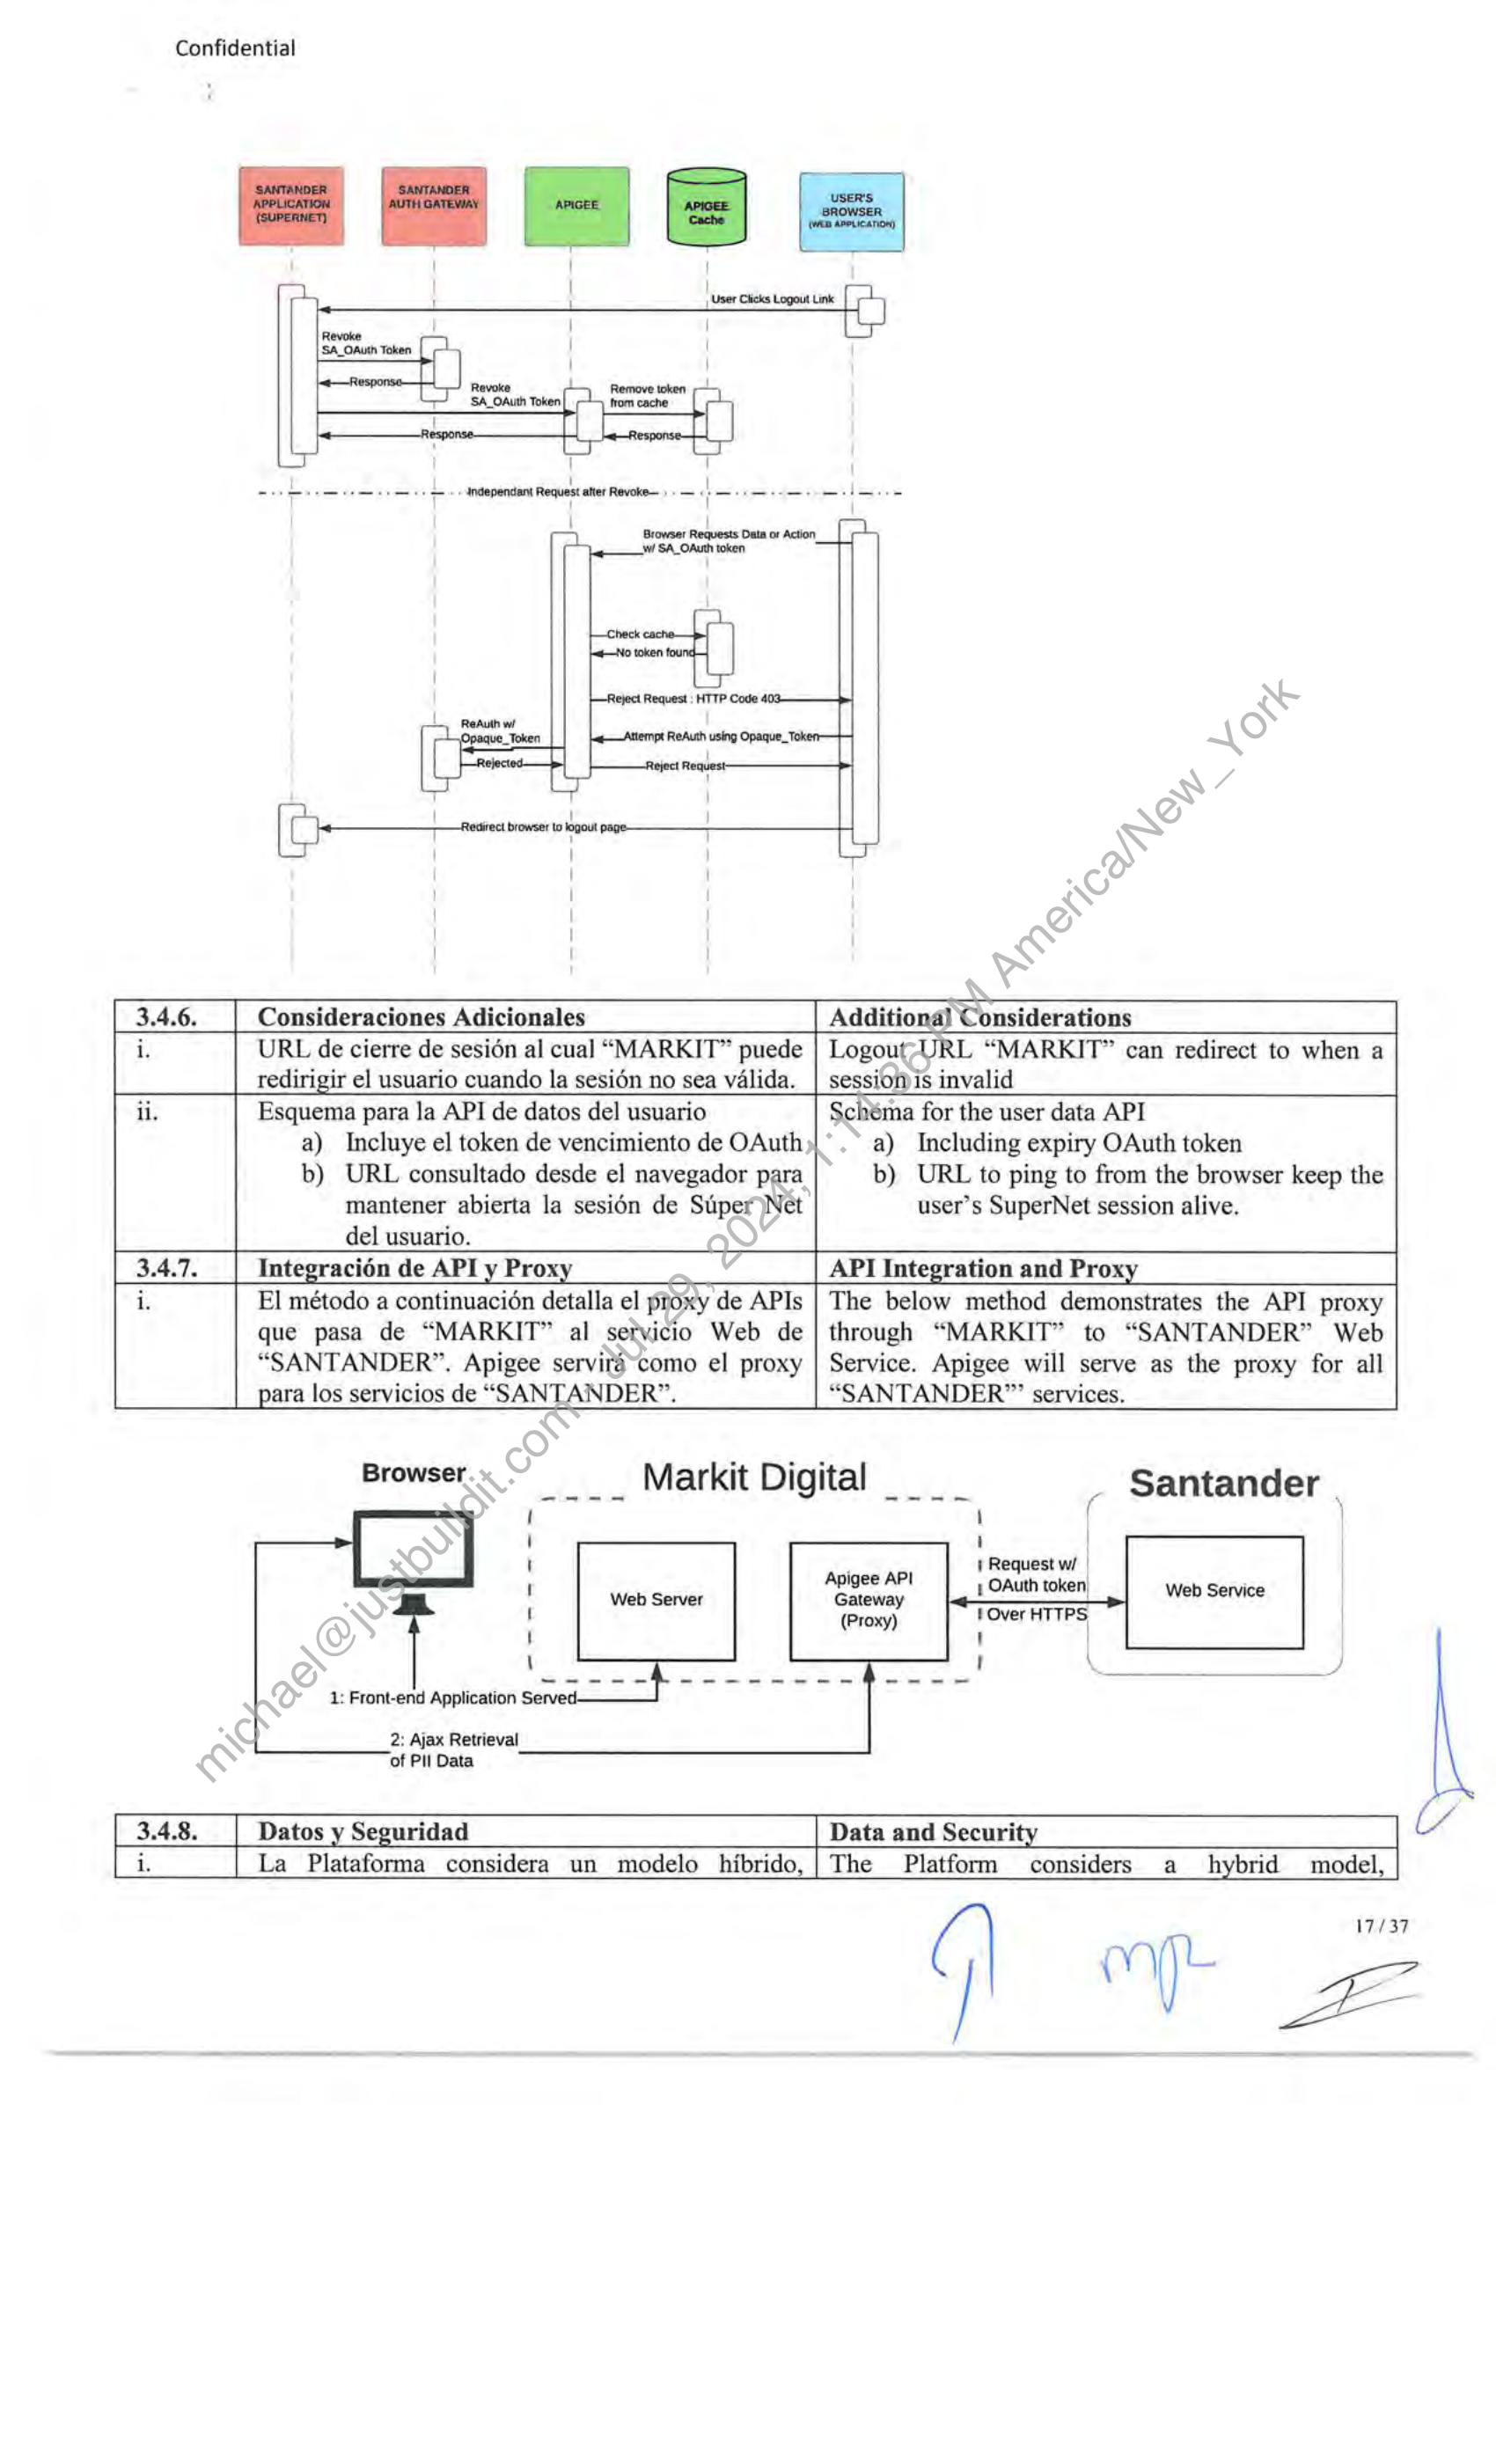 Confidential
SANTANDER
APPLICATION
(SUPERNET)
SANTANDER
AUTH GATEWAY
APIGEE
APIGEE
Cache
USER'S
BROWSER
(WEB APPLICATION)
User Clicks Logout Link
Revoke
SA_OAuth Token
Response
Revoke
SA_OAuth Token
Remove token
from cache
Response
Response
Independant Request after Revoke
Browser Requests Data or Action
w/ SA_OAuth token
Check cache
No token found
Reject Request : HTTP Code 403
ReAuth w/
Opaque_Token
Attempt ReAuth using Opaque_Token
Rejected
Reject Request
Redirect browser to logout page
3.4.6. Consideraciones Adicionales Additional Considerations
i. URL de cierre de sesión al cual “MARKIT” puede Logout URL “MARKIT” can redirect to when a
redirigir el usuario cuando la sesión no sea válida. session is invalid
ii. Esquema para la API de datos del usuario Schema for the user data API
a) Incluye el token de vencimiento de OAuth a) Including expiry OAuth token
b) URL consultado desde el navegador para b) URL to ping to from the browser keep the
mantener abierta la sesión de Súper Net user’s SuperNet session alive.
del usuario.
3.4.7. Integración de API y Proxy API Integration and Proxy
i. El método a continuación detalla el proxy de APIs The below method demonstrates the API proxy
que pasa de “MARKIT” al servicio Web de through “MARKIT” to “SANTANDER” Web
“SANTANDER”. Apigee servirá como el proxy Service. Apigee will serve as the proxy for all
para los servicios de “SANTANDER”. “SANTANDER”’ services.
Browser
Markit Digital
Santander
Web Server
Apigee API
Gateway
(Proxy)
Request w/
OAuth token
Over HTTPS
Web Service
1: Front-end Application Served
2: Ajax Retrieval
of PII Data
3.4.8. Datos y Seguridad Data and Security
i. La Plataforma considera un modelo híbrido, The Platform considers a hybrid model,
17 / 37
michael@justbuildit.com - Jul 29, 2024, 1:14:36 PM America/New_York